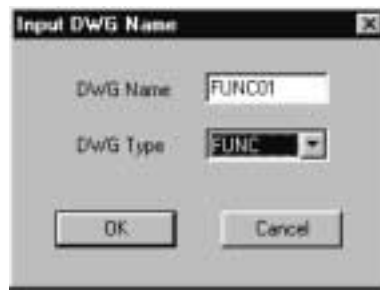 Input DWG Name
DWG Name FUNC01
DWG Type FUNC
OK Cancel